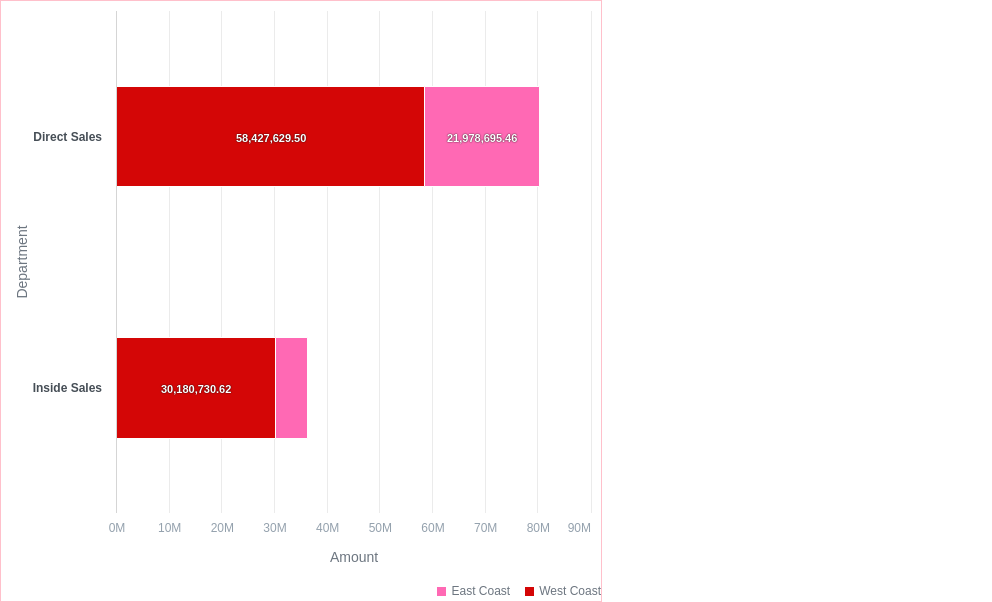 Direct Sales
58,427,629.50
21,978,695.46
Department
Inside Sales
30,180,730.62
0M 10M 20M 30M 40M 50M 60M 70M 80M 90M
Amount
East Coast West Coast